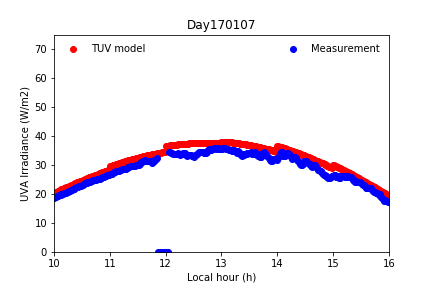 Day170107
TUV model
Measurement
UVA Irradiance (W/m2)
70
60
50
40
30
20
10
0
10 11 12 13 14 15 16
Local hour (h)